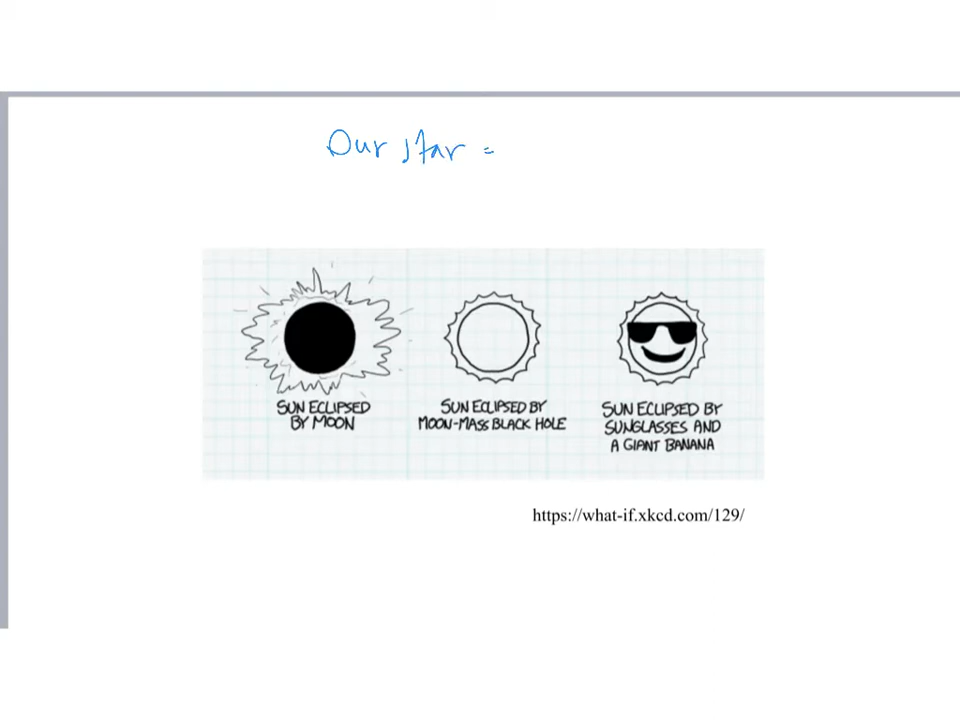 Our star =
SUN ECLIPSED
BY MOON
SUN ECLIPSED BY
MOON-MASS BLACK HOLE
SUN ECLIPSED BY
SUNGLASSES AND
A GIANT BANANA
https://what-if.xkcd.com/129/